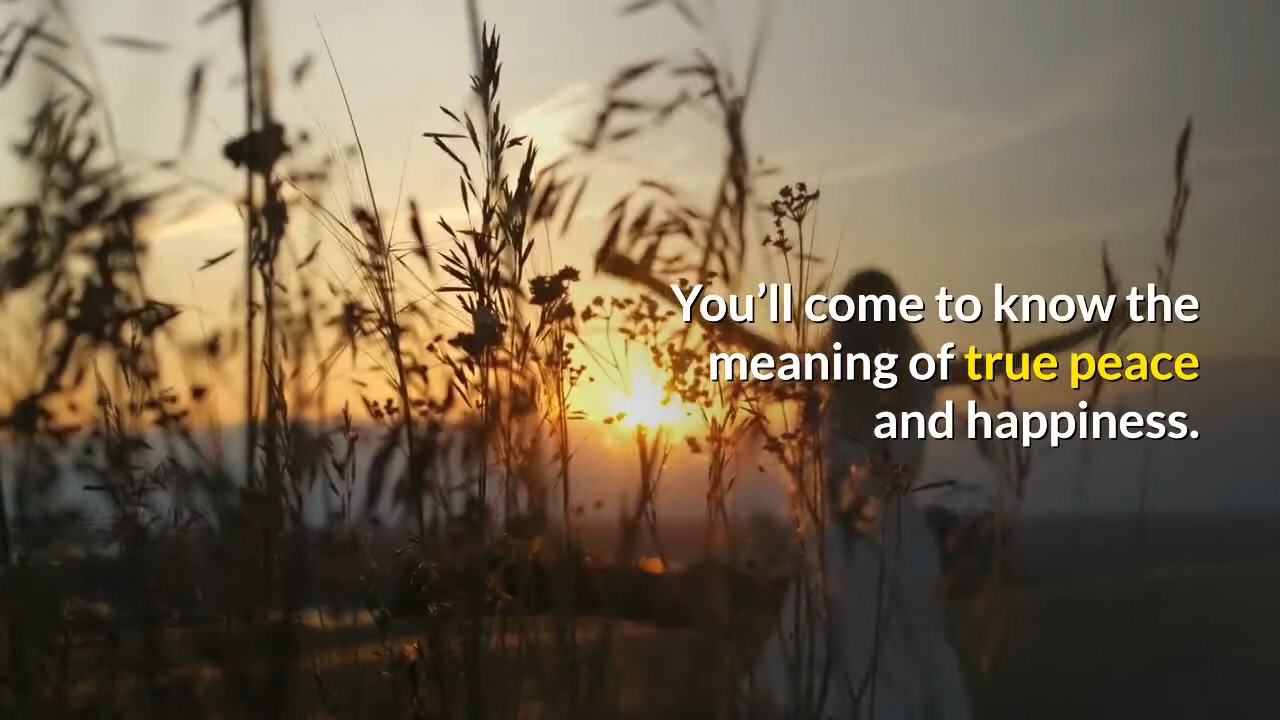 You’ll come to know the
meaning of true peace
and happiness.